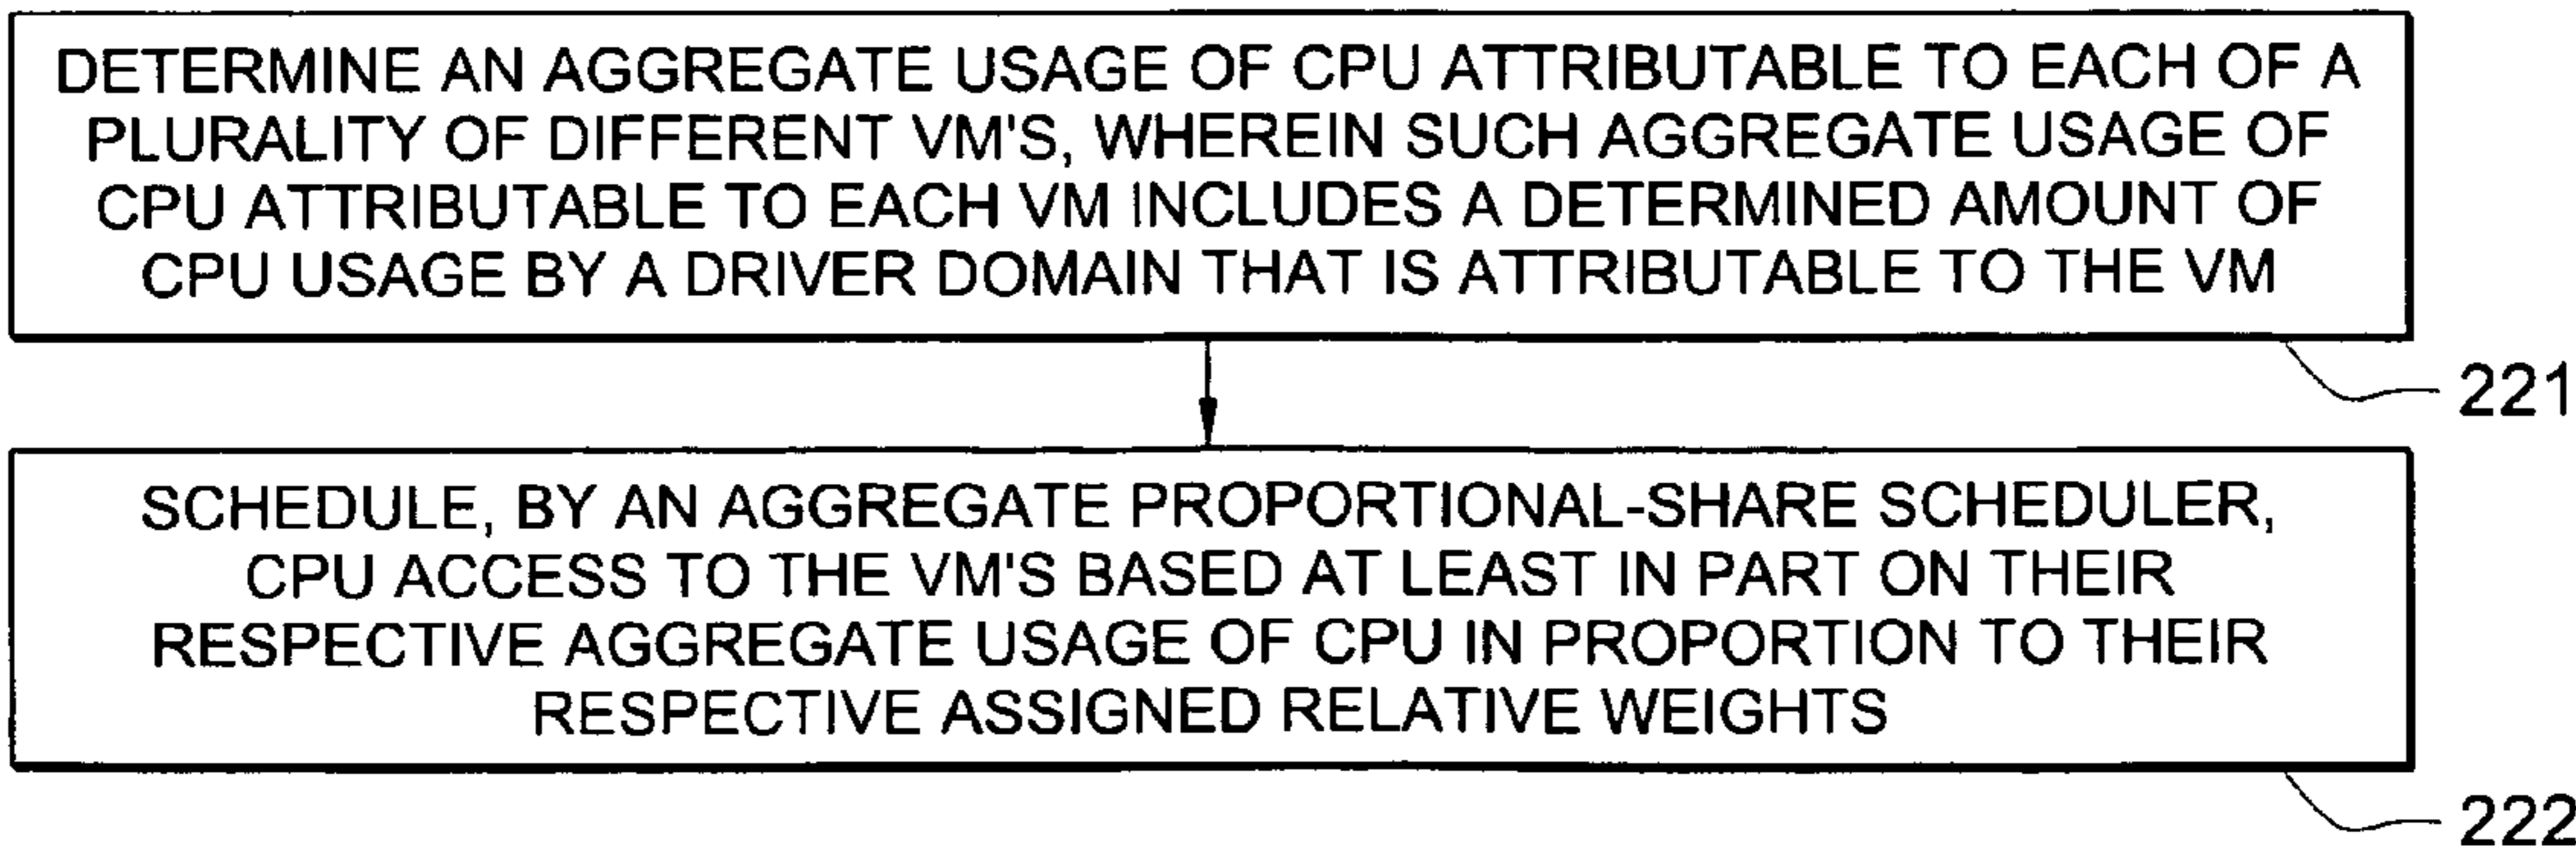 DETERMINE AN AGGREGATE USAGE OF CPU ATTRIBUTABLE TO EACH OF A
PLURALITY OF DIFFERENT VM'S, WHEREIN SUCH AGGREGATE USAGE OF
CPU ATTRIBUTABLE TO EACH VM INCLUDES A DETERMINED AMOUNT OF
CPU USAGE BY A DRIVER DOMAIN THAT IS ATTRIBUTABLE TO THE VM
221
SCHEDULE, BY AN AGGREGATE PROPORTIONAL-SHARE SCHEDULER,
CPU ACCESS TO THE VM'S BASED AT LEAST IN PART ON THEIR
RESPECTIVE AGGREGATE USAGE OF CPU IN PROPORTION TO THEIR
RESPECTIVE ASSIGNED RELATIVE WEIGHTS
222